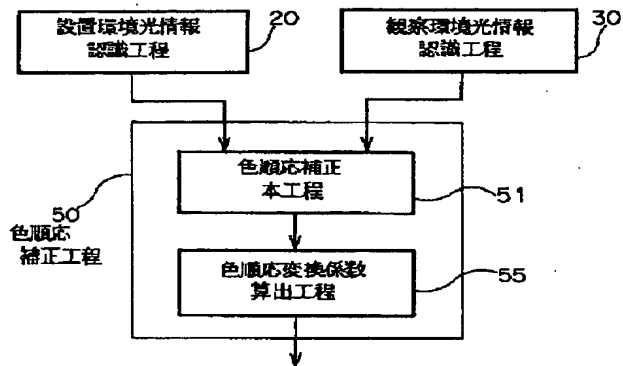 設置環境光情報
認識工程
20
観察環境光情報
認識工程
30
色順応補正
本工程
51
50
色順応
補正工程
色順応変換係数
算出工程
55